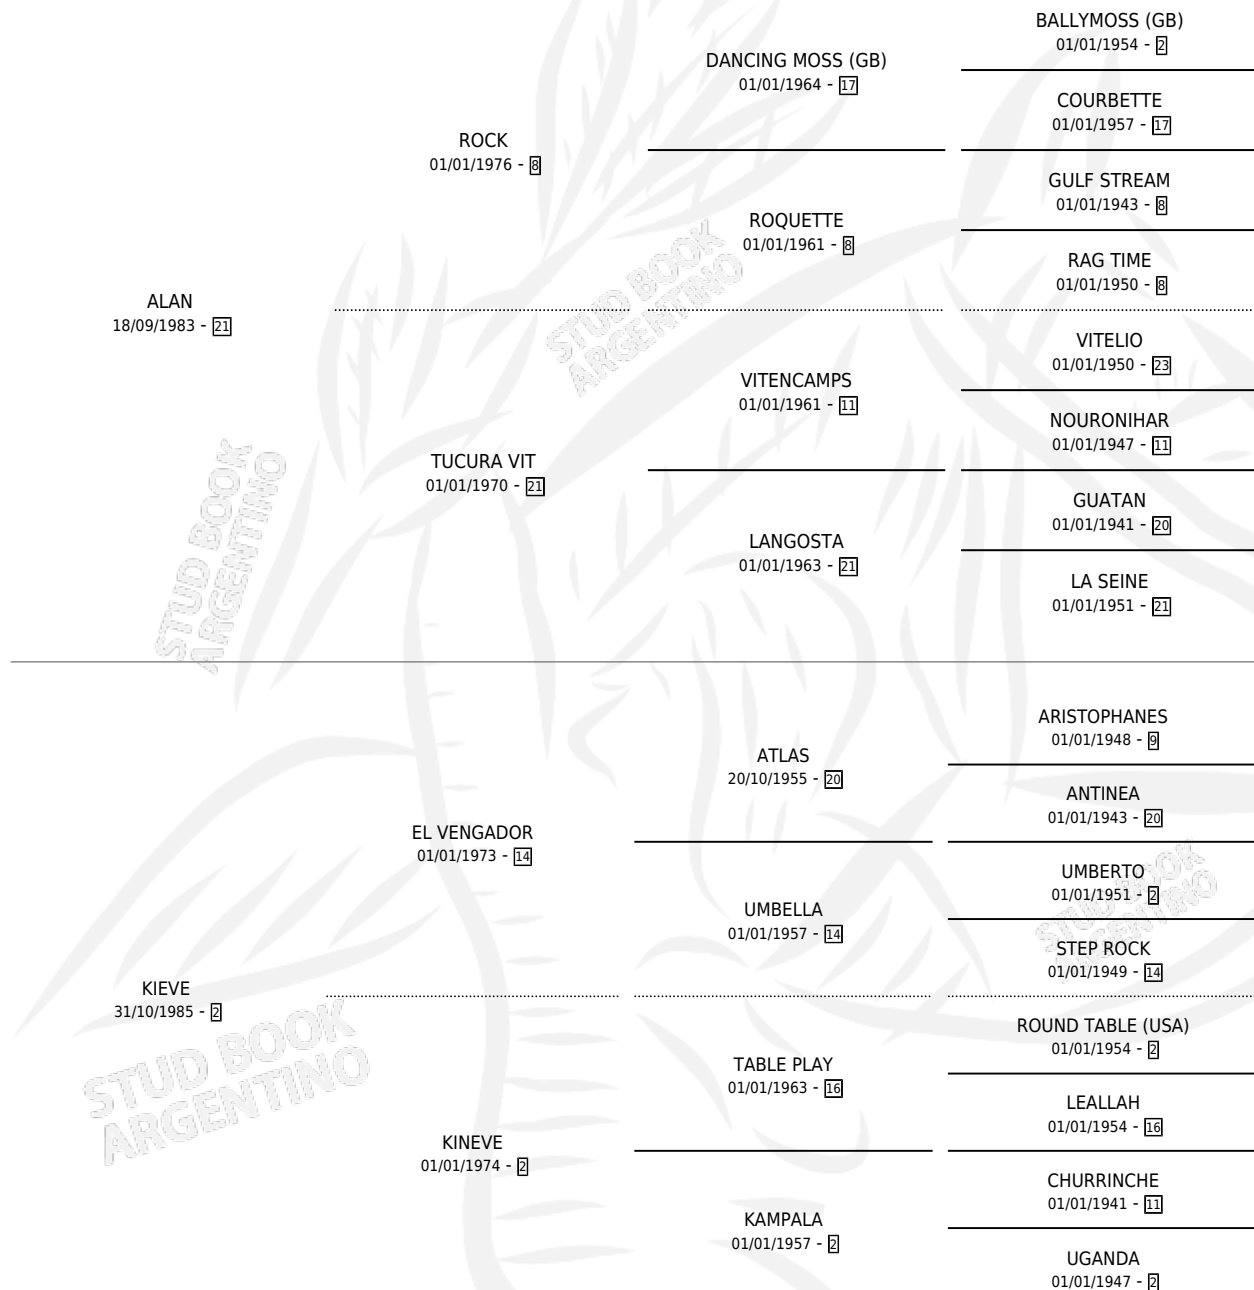 BALLYMOSS (GB)
01/01/1954 - 2
DANCING MOSS (GB)
01/01/1964 - 17
COURBETTE
01/01/1957 - 17
ROCK
01/01/1976 - 8
GULF STREAM
01/01/1943 - 8
ROQUETTE
01/01/1961 - 8
RAG TIME
01/01/1950 - 8
ALAN
18/09/1983 - 21
VITELIO
01/01/1950 - 23
VITENCAMPS
01/01/1961 - 11
NOURONIHAR
01/01/1947 - 11
TUCURA VIT
01/01/1970 - 21
GUATAN
01/01/1941 - 20
LANGOSTA
01/01/1963 - 21
LA SEINE
01/01/1951 - 21
ARISTOPHANES
01/01/1948 - 9
ATLAS
20/10/1955 - 20
ANTINEA
01/01/1943 - 20
EL VENGADOR
01/01/1973 - 14
UMBERTO
01/01/1951 - 2
UMBELLA
01/01/1957 - 14
STEP ROCK
01/01/1949 - 14
KIEVE
31/10/1985 - 2
ROUND TABLE (USA)
01/01/1954 - 2
TABLE PLAY
01/01/1963 - 16
LEALLAH
01/01/1954 - 16
KINEVE
01/01/1974 - 2
CHURRINCHE
01/01/1941 - 11
KAMPALA
01/01/1957 - 2
UGANDA
01/01/1947 - 2
STUD BOOK
ARGENTINO
STUD BOOK
ARGENTINO
STUD BOOK
ARGENTINO
STUD BOOK
ARGENTINO